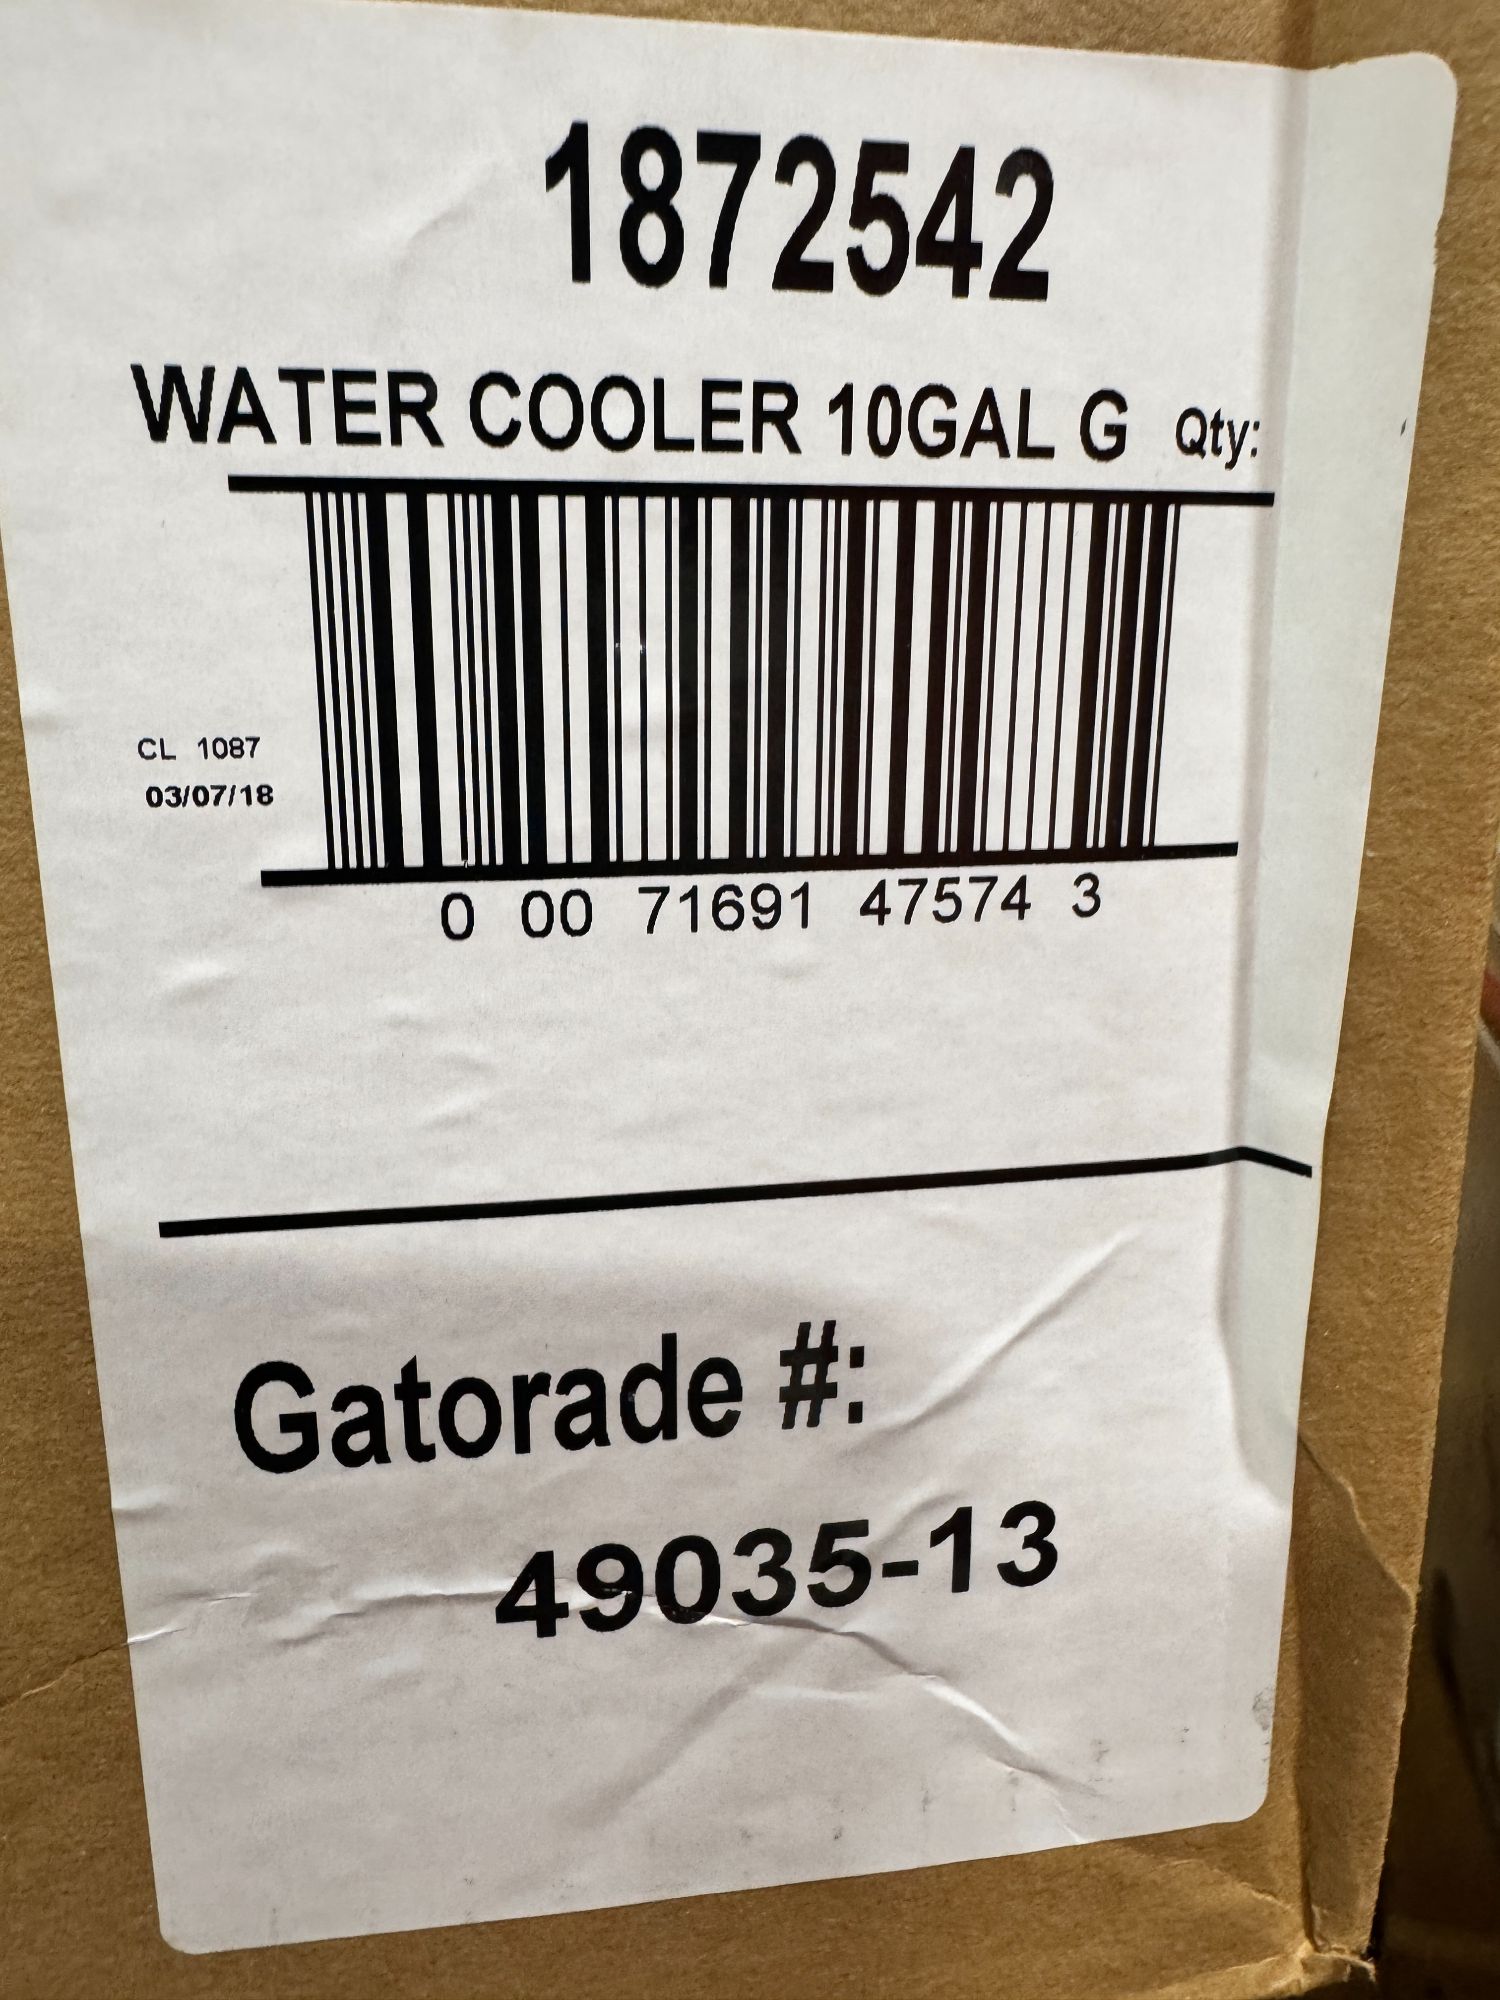 1872542
WATER COOLER 10GAL G Qty:
CL 1087
03/07/18
0 00 71691 47574 3
Gatorade #:
49035-13